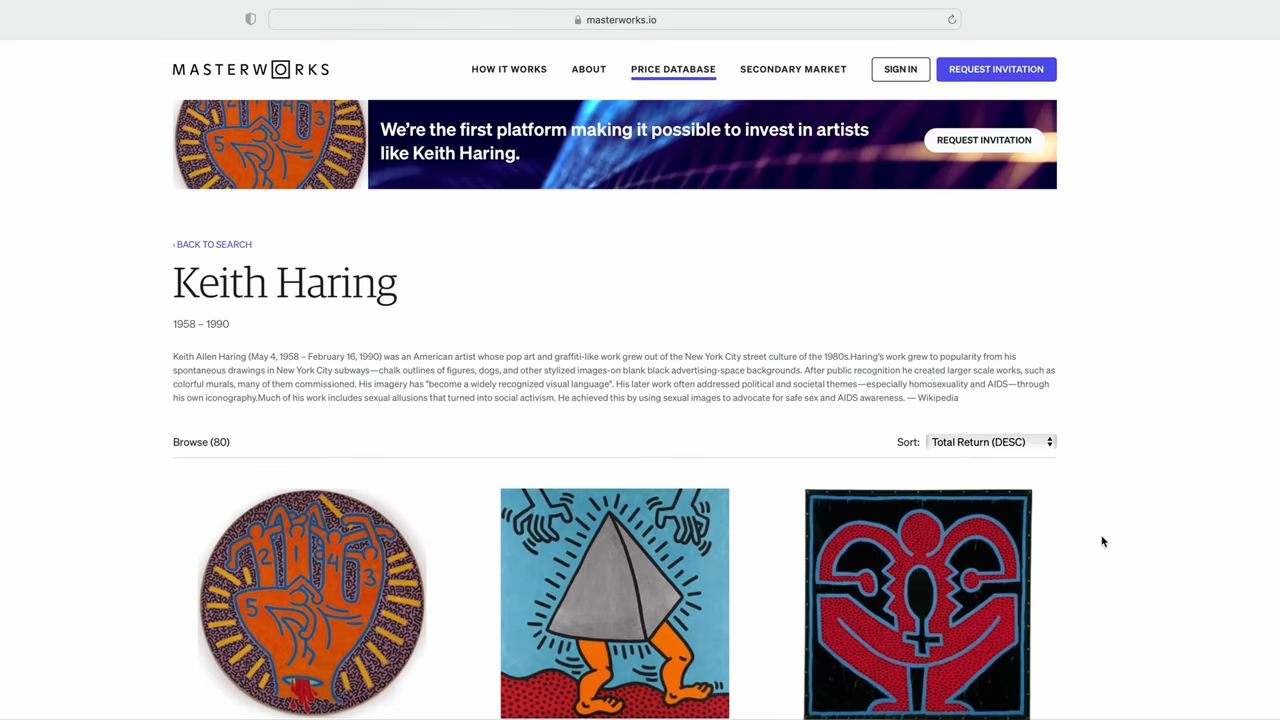 masterworks.io
MASTERWORKS
HOW IT WORKS
ABOUT
PRICE DATABASE
SECONDARY MARKET
SIGN IN
REQUEST INVITATION
We're the first platform making it possible to invest in artists
like Keith Haring.
REQUEST INVITATION
‹ BACK TO SEARCH
Keith Haring
1958 – 1990
Keith Allen Haring (May 4, 1958 – February 16, 1990) was an American artist whose pop art and graffiti-like work grew out of the New York City street culture of the 1980s.Haring's work grew to popularity from his
spontaneous drawings in New York City subways—chalk outlines of figures, dogs, and other stylized images-on blank black advertising-space backgrounds. After public recognition he created larger scale works, such as
colorful murals, many of them commissioned. His imagery has "become a widely recognized visual language". His later work often addressed political and societal themes—especially homosexuality and AIDS—through
his own iconography.Much of his work includes sexual allusions that turned into social activism. He achieved this by using sexual images to advocate for safe sex and AIDS awareness. — Wikipedia
Browse (80)
Sort: Total Return (DESC)
4
3
5
2
1
4
3
5